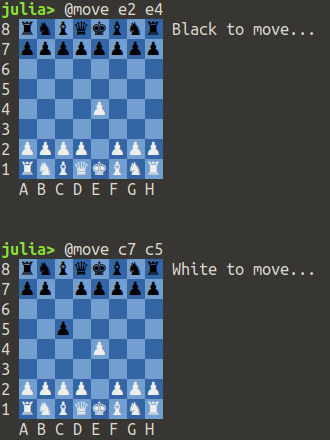 julia> @move e2 e4
8 ♜♞♝♛♚♝♞♜ Black to move...
7 ♟♟♟♟♟♟♟♟
6
5
4 ♟
3
2 ♟♟♟♟ ♟♟♟
1 ♜♞♝♛♚♝♞♜
A B C D E F G H
julia> @move c7 c5
8 ♜♞♝♛♚♝♞♜ White to move...
7 ♟♟ ♟♟♟♟♟
6
5 ♟
4 ♟
3
2 ♟♟♟♟ ♟♟♟
1 ♜♞♝♛♚♝♞♜
A B C D E F G H